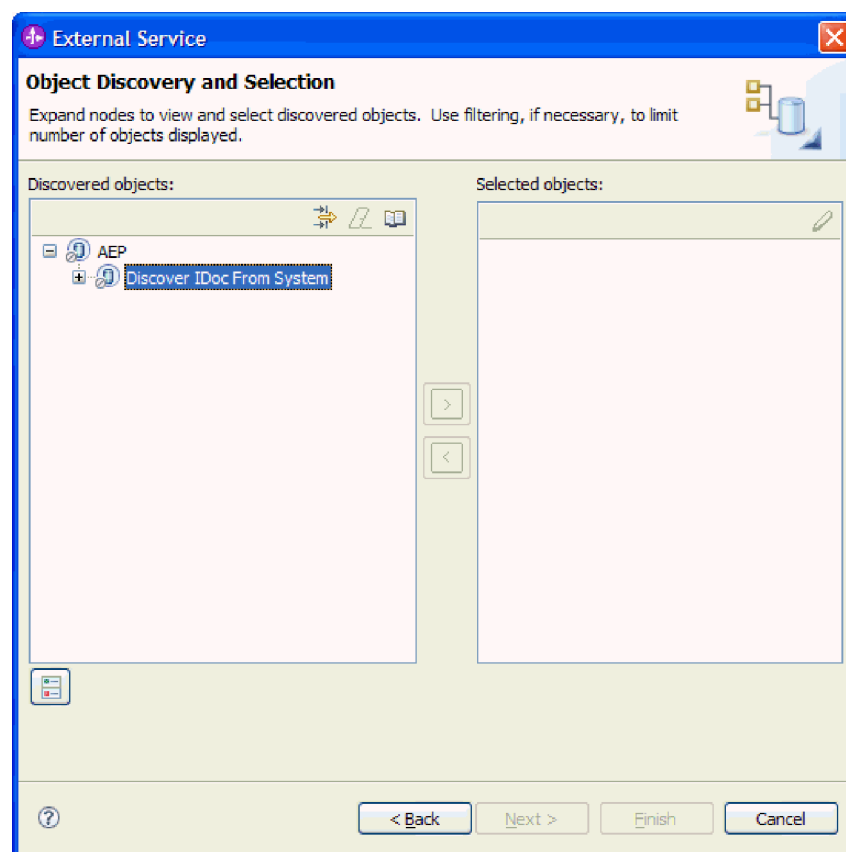 External Service
Object Discovery and Selection
Expand nodes to view and select discovered objects. Use filtering, if necessary, to limit
number of objects displayed.
Discovered objects:
Selected objects:
AEP
Discover IDoc From System
>
<
< Back
Next >
Finish
Cancel